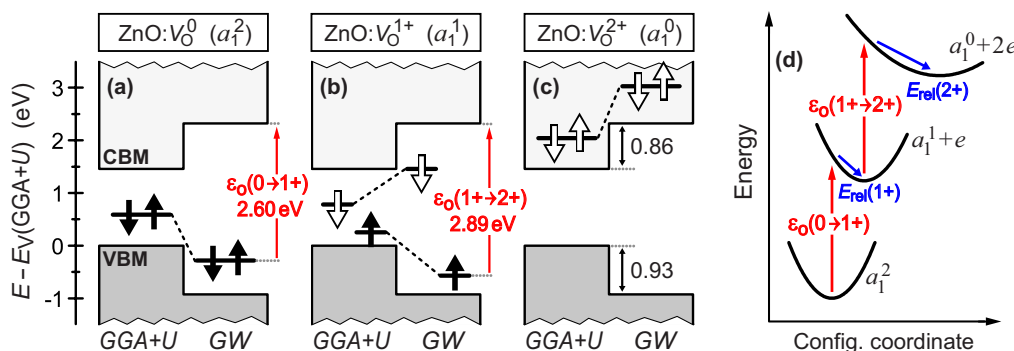 ZnO:V_O^0 (a_1^2)
ZnO:V_O^{1+} (a_1^1)
ZnO:V_O^{2+} (a_1^0)
E − E_V(GGA+U) (eV)
3
2
1
0
-1
(a)
CBM
VBM
ε_o(0→1+)
2.60 eV
GGA+U GW
(b)
ε_o(1+→2+)
2.89 eV
GGA+U GW
(c)
0.86
0.93
GGA+U GW
(d)
Energy
a_1^0+2e
E_rel(2+)
ε_o(1+→2+)
a_1^1+e
E_rel(1+)
ε_o(0→1+)
a_1^2
Config. coordinate